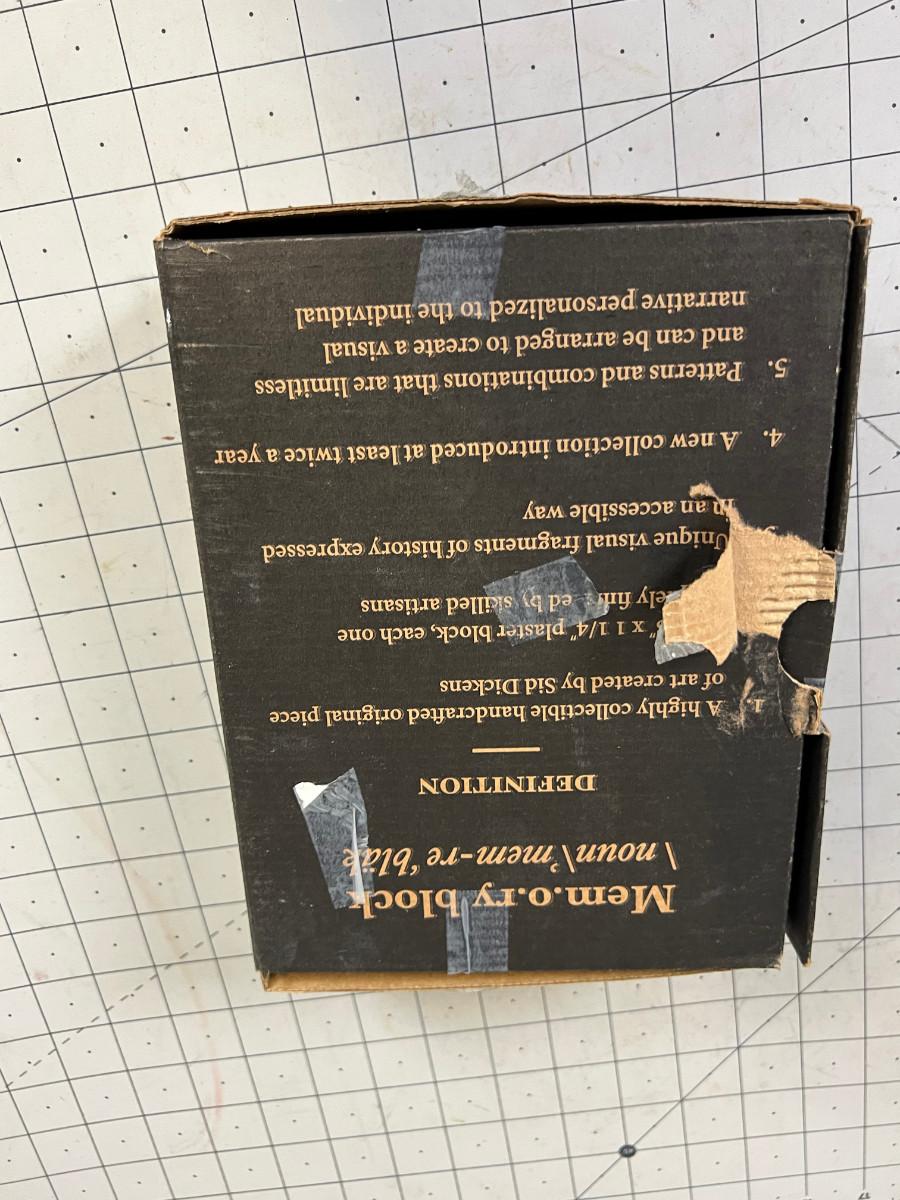 Mem.o.ry block
\ noun\'mem-re 'bläk
DEFINITION
1. A highly collectible handcrafted original piece
of art created by Sid Dickens
" x 1 1/4" plaster block, each one
ed by skilled artisans
Unique visual fragments of history expressed
in an accessible way
4. A new collection introduced at least twice a year
5. Patterns and combinations that are limitless
and can be arranged to create a visual
narrative personalized to the individual